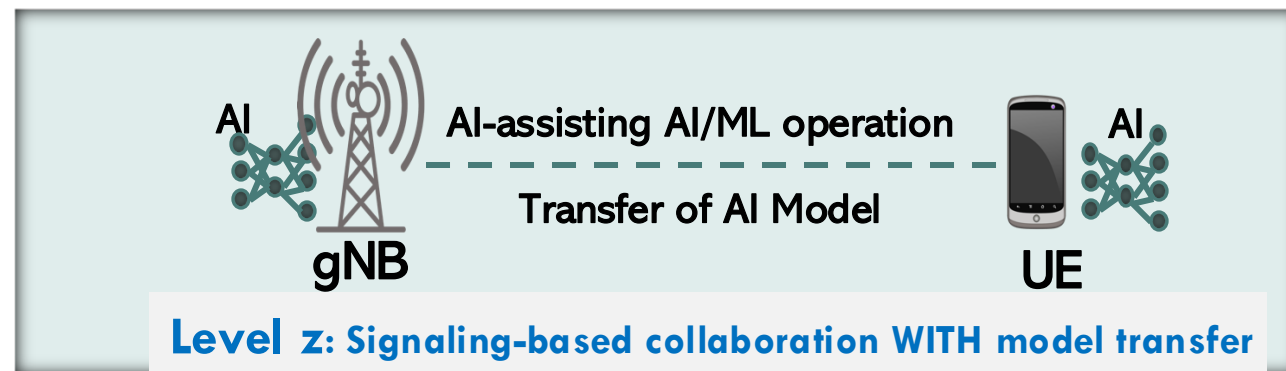 AI
AI-assisting AI/ML operation
AI
Transfer of AI Model
gNB
UE
Level z: Signaling-based collaboration WITH model transfer